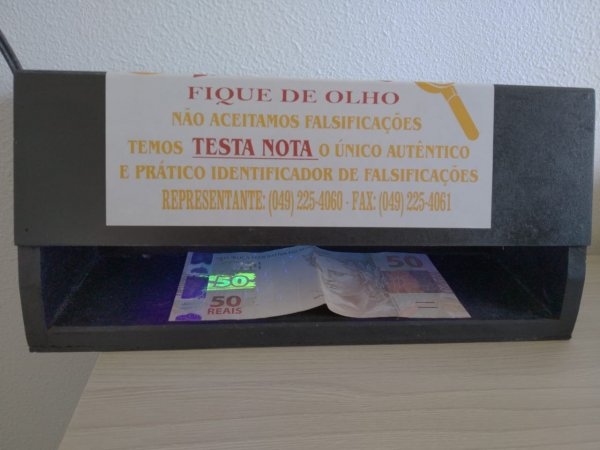 FIQUE DE OLHO
NÃO ACEITAMOS FALSIFICAÇÕES
TEMOS TESTA NOTA O ÚNICO AUTÊNTICO
E PRÁTICO IDENTIFICADOR DE FALSIFICAÇÕES
REPRESENTANTE: (049) 225-4060 - FAX: (049) 225-4061
50
50
50
REAIS